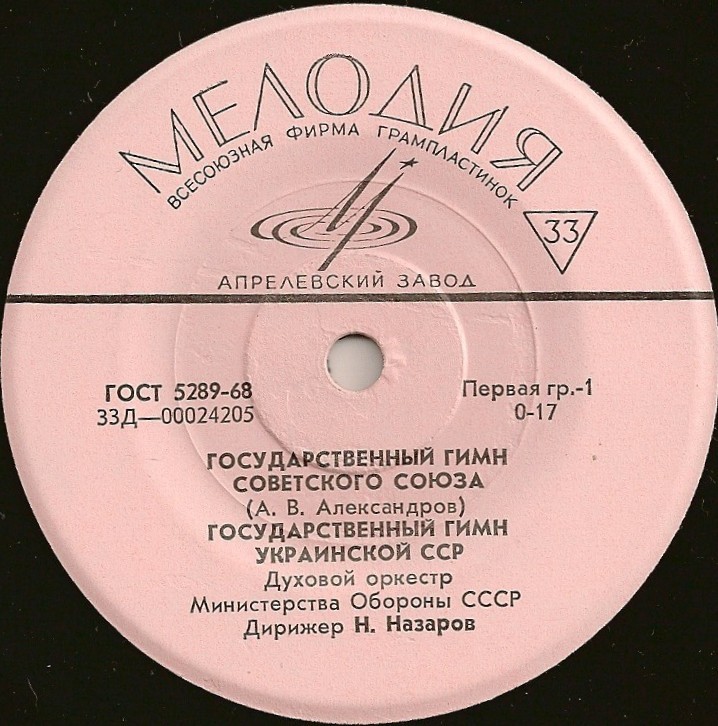 МЕЛОДИЯ
ВСЕСОЮЗНАЯ ФИРМА ГРАМПЛАСТИНОК
33
АПРЕЛЕВСКИЙ ЗАВОД
ГОСТ 5289-68 Первая гр.-1
33Д—00024205 0-17
ГОСУДАРСТВЕННЫЙ ГИМН
СОВЕТСКОГО СОЮЗА
(А. В. Александров)
ГОСУДАРСТВЕННЫЙ ГИМН
УКРАИНСКОЙ ССР
Духовой оркестр
Министерства Обороны СССР
Дирижер Н. Назаров